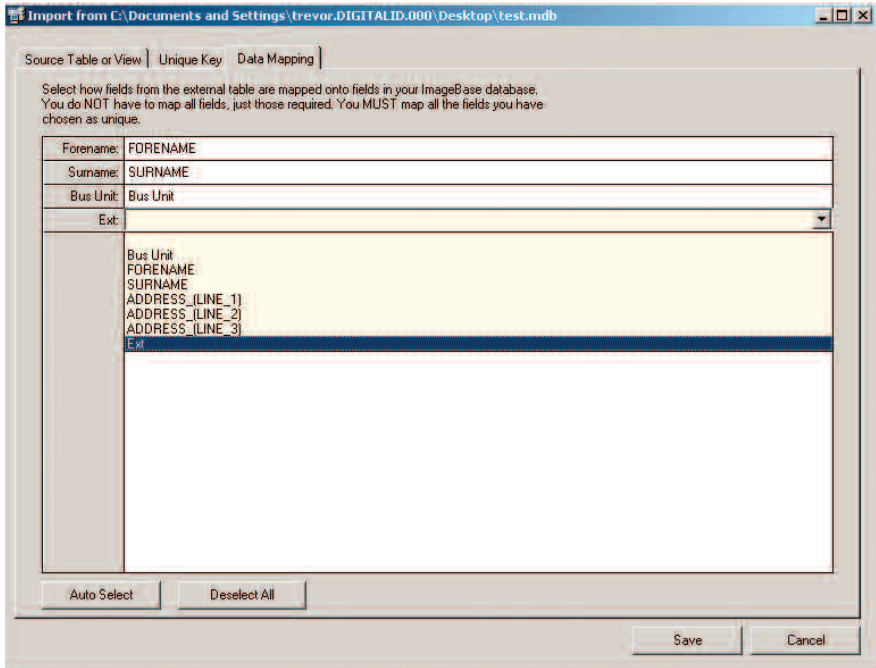 Import from C:\Documents and Settings\trevor.DIGITALID.000\Desktop\test.mdb
Source Table or View Unique Key Data Mapping
Select how fields from the external table are mapped onto fields in your ImageBase database.
You do NOT have to map all fields, just those required. You MUST map all the fields you have
chosen as unique.
Forename: FORENAME
Surname: SURNAME
Bus Unit: Bus Unit
Ext:
Bus Unit
FORENAME
SURNAME
ADDRESS_(LINE_1)
ADDRESS_(LINE_2)
ADDRESS_(LINE_3)
Ext
Auto Select Deselect All
Save Cancel